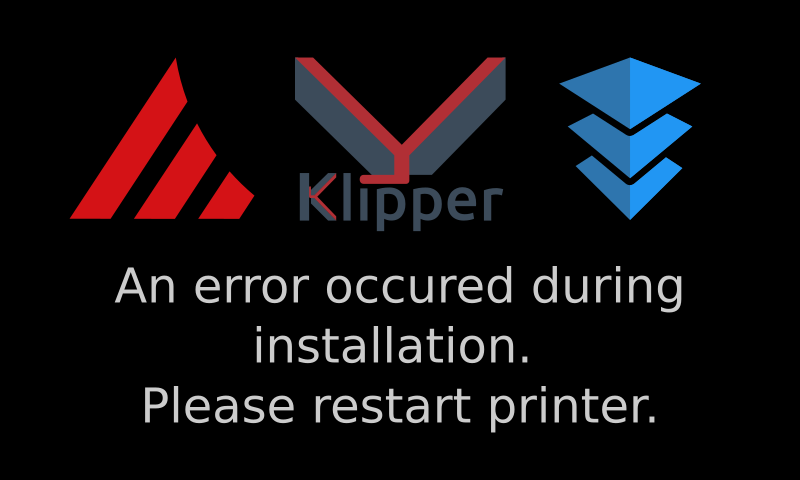 Klipper
An error occured during
installation.
Please restart printer.